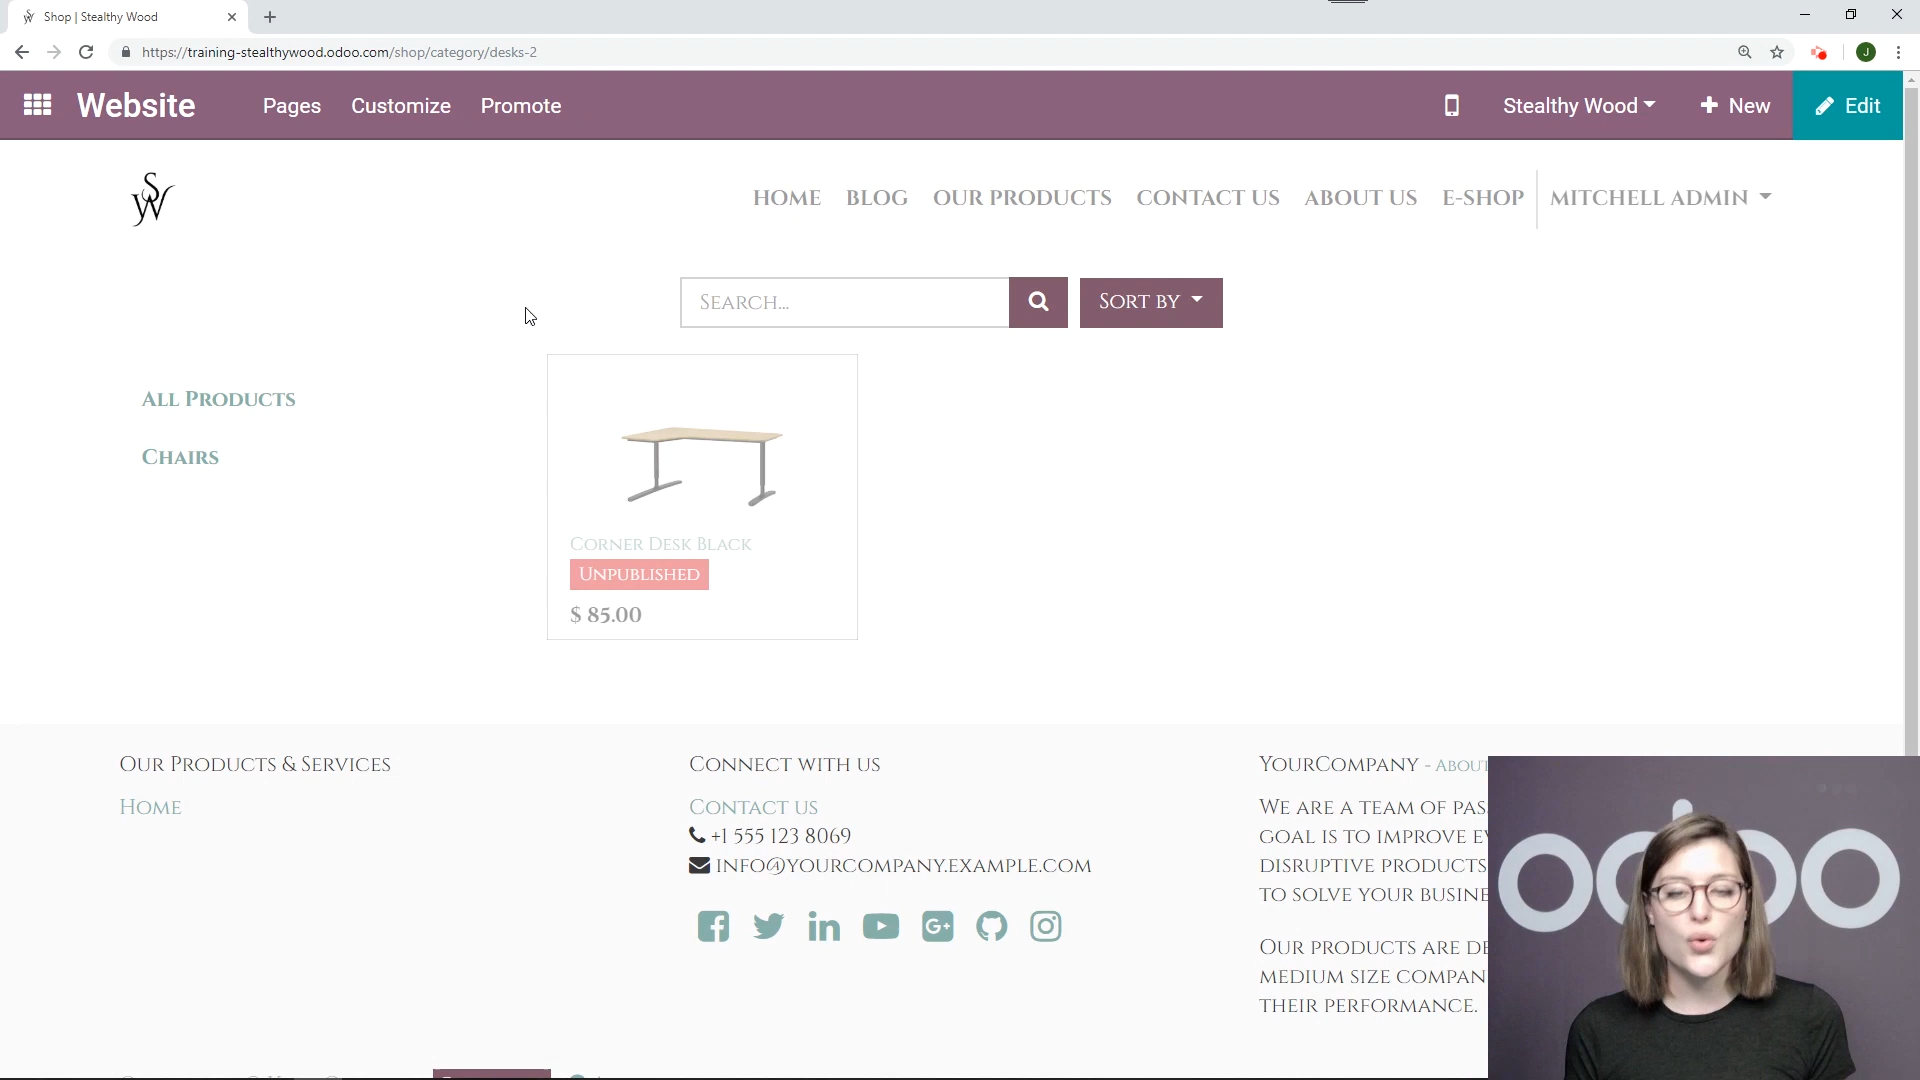 Shop | Stealthy Wood
https://training-stealthywood.odoo.com/shop/category/desks-2
J
Website
Pages
Customize
Promote
Stealthy Wood
New
Edit
SW
HOME
BLOG
OUR PRODUCTS
CONTACT US
ABOUT US
E-SHOP
MITCHELL ADMIN
Search...
Sort by
All Products
Chairs
Corner Desk Black
Unpublished
$ 85.00
Our Products & Services
Home
Connect with us
Contact us
+1 555 123 8069
info@yourcompany.example.com
YourCompany - About
We are a team of pas
goal is to improve e
disruptive products
to solve your busine
Our products are de
medium size compan
their performance.
odoo